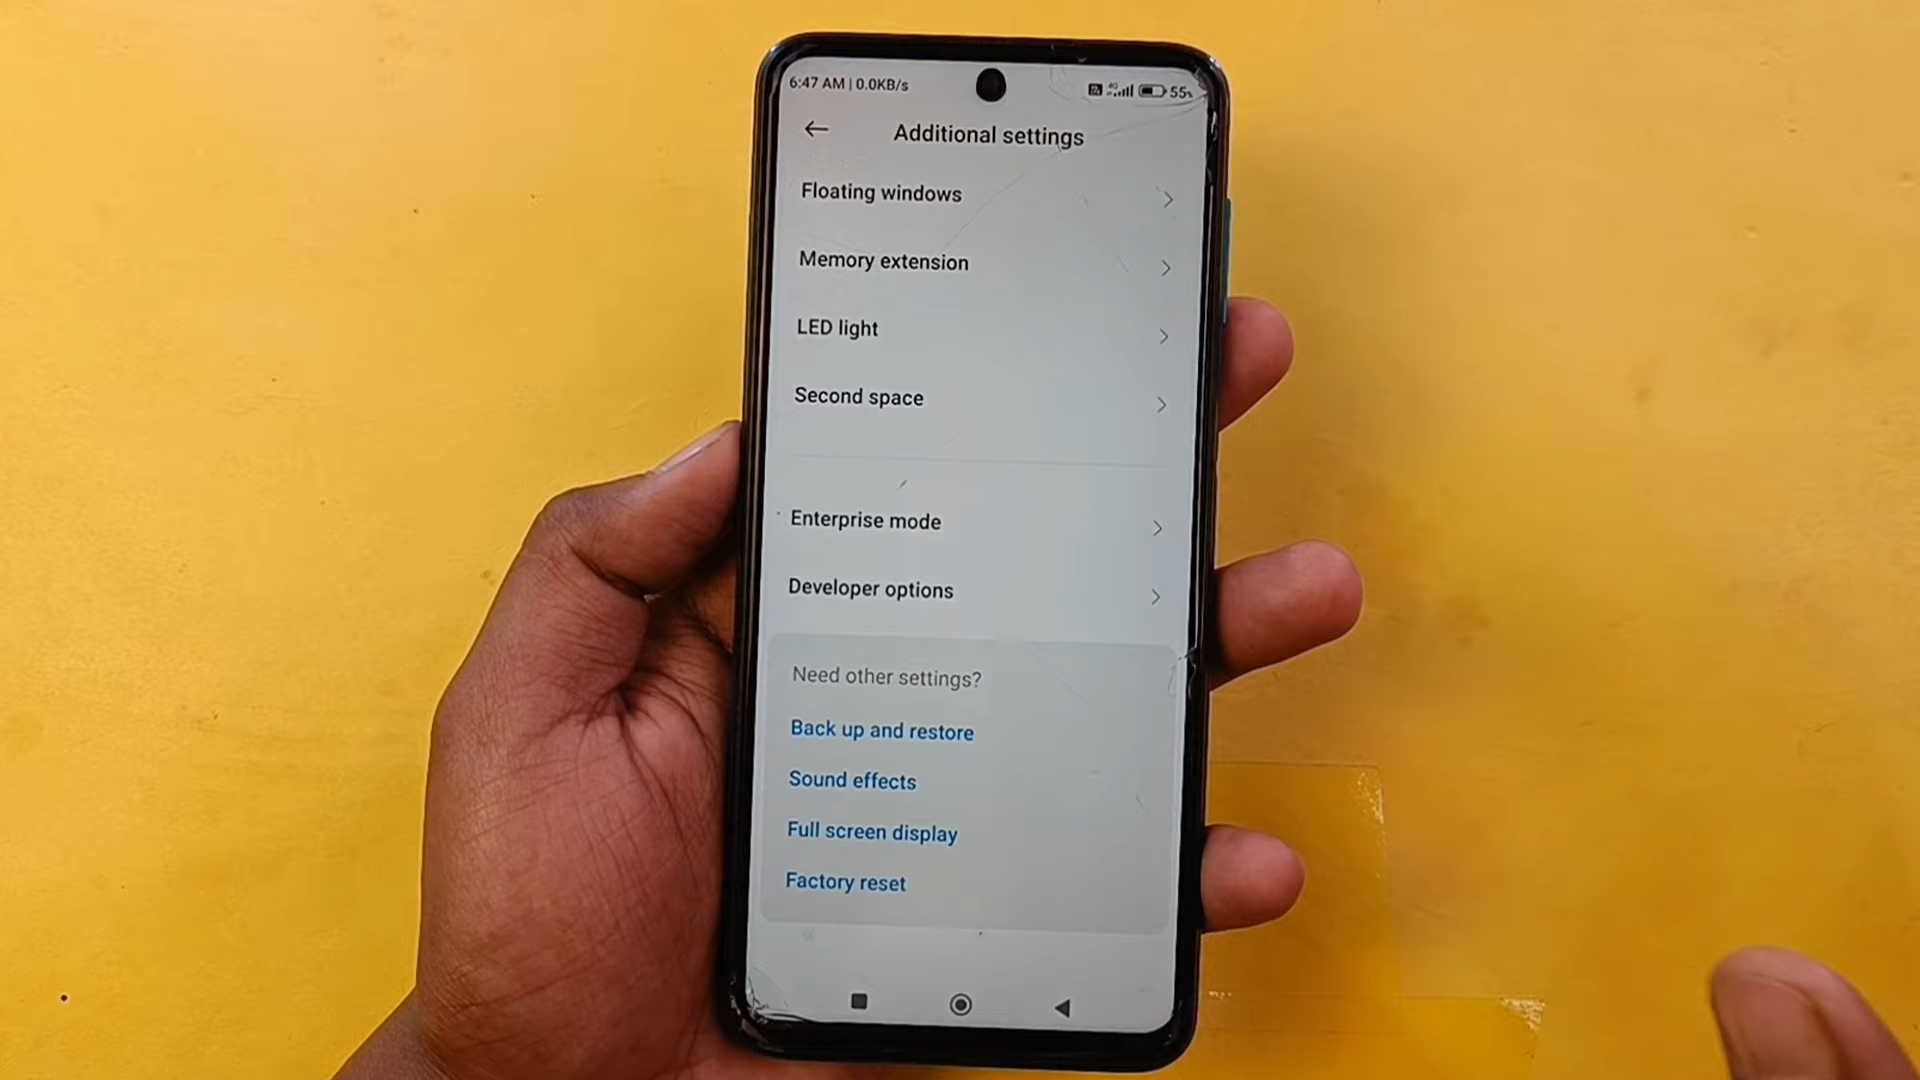 6:47 AM | 0.0KB/s
4G 55%
Additional settings
Floating windows
Memory extension
LED light
Second space
Enterprise mode
Developer options
Need other settings?
Back up and restore
Sound effects
Full screen display
Factory reset